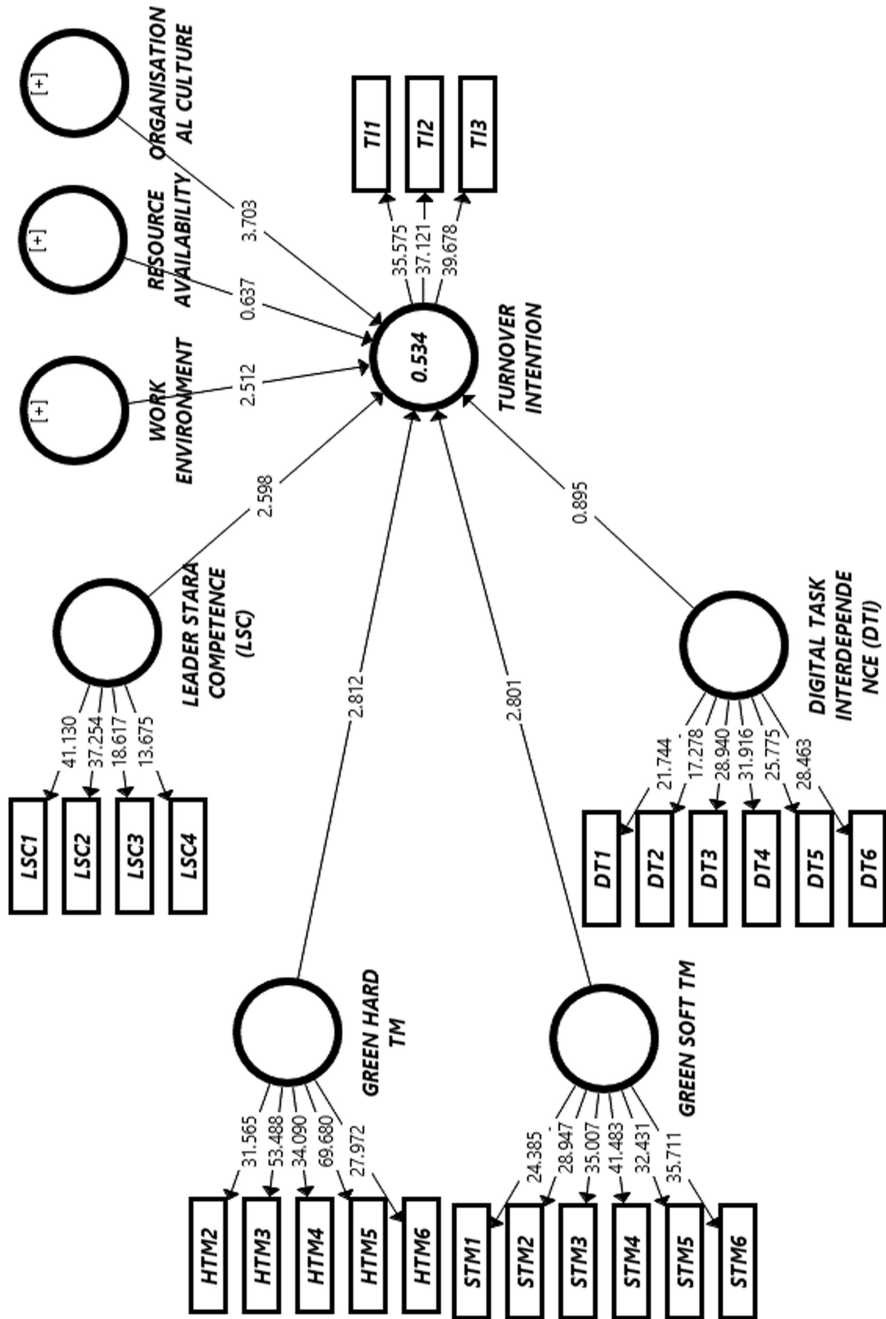 LSC1
LSC2
LSC3
LSC4
41.130
37.254
18.617
13.675
LEADER STARA
COMPETENCE
(LSC)
[+]
WORK
ENVIRONMENT
[+]
RESOURCE
AVAILABILITY
[+]
ORGANISATION
AL CULTURE
2.598
2.512
0.637
3.703
HTM2
HTM3
HTM4
HTM5
HTM6
31.565
53.488
34.090
69.680
27.972
GREEN HARD
TM
2.812
0.534
TURNOVER
INTENTION
35.575
37.121
39.678
TI1
TI2
TI3
STM1
STM2
STM3
STM4
STM5
STM6
24.385
28.947
35.007
41.483
32.431
35.711
GREEN SOFT TM
2.801
DT1
DT2
DT3
DT4
DT5
DT6
21.744
17.278
28.940
31.916
25.775
28.463
DIGITAL TASK
INTERDEPENDE
NCE (DTI)
0.895